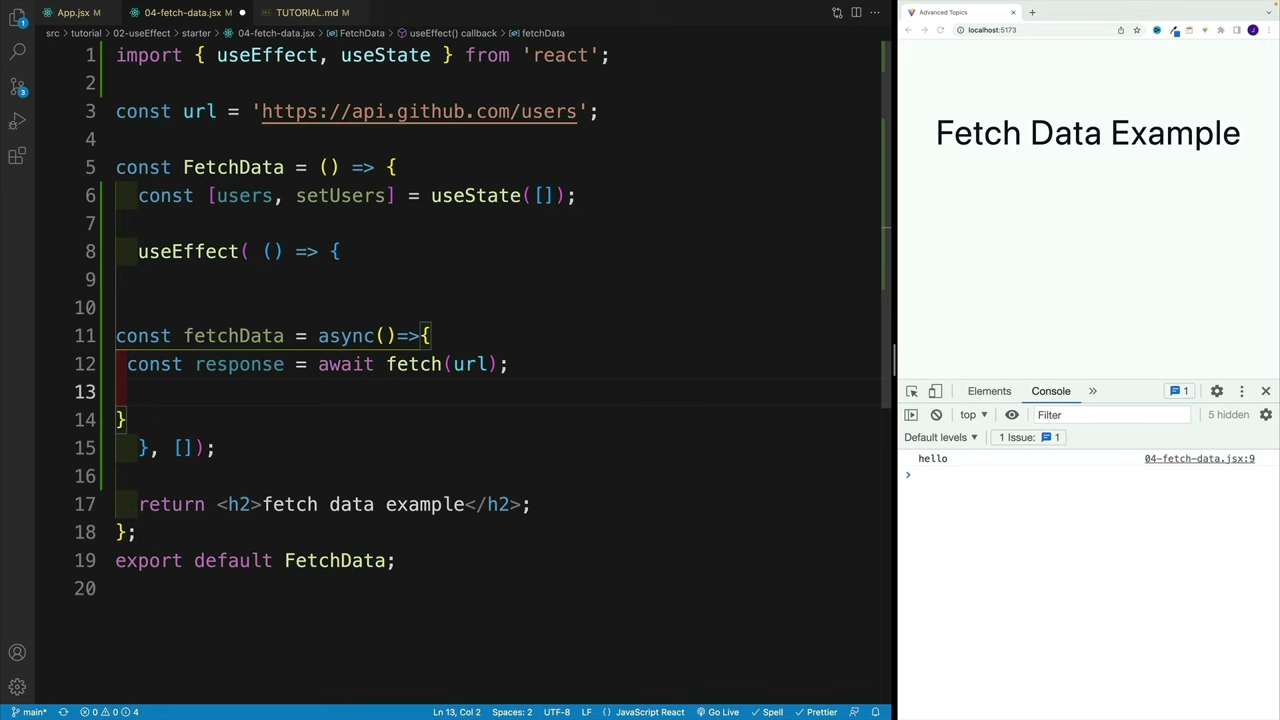 App.jsx M 04-fetch-data.jsx M TUTORIAL.md M
src > tutorial > 02-useEffect > starter > 04-fetch-data.jsx > FetchData > useEffect() callback > fetchData
1 import { useEffect, useState } from 'react';
2
3 const url = 'https://api.github.com/users';
4
5 const FetchData = () => {
6 const [users, setUsers] = useState([]);
7
8 useEffect( () => {
9
10
11 const fetchData = async()=>{
12 const response = await fetch(url);
13
14 }
15 }, []);
16
17 return <h2>fetch data example</h2>;
18 };
19 export default FetchData;
20
1
3
main* 0 0 4 Ln 13, Col 2 Spaces: 2 UTF-8 LF { } JavaScript React Go Live Spell Prettier
Advanced Topics
localhost:5173 J
Fetch Data Example
Elements Console » 1
top Filter 5 hidden
Default levels 1 Issue: 1
hello 04-fetch-data.jsx:9